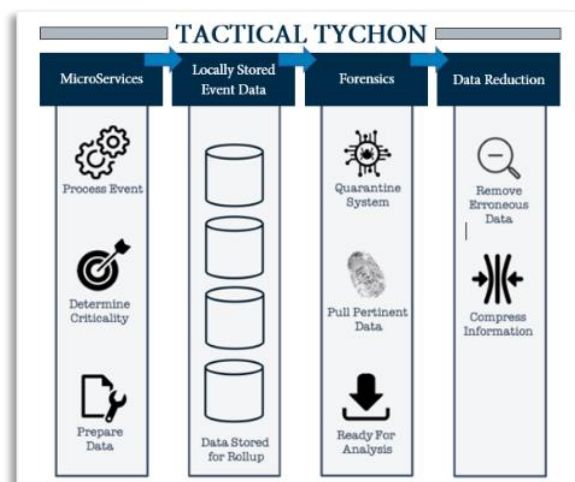 TACTICAL TYCHON
MicroServices
Process Event
Determine
Criticality
Prepare
Data
Locally Stored
Event Data
Data Stored
for Rollup
Forensics
Quarantine
System
Pull Pertinent
Data
Ready For
Analysis
Data Reduction
Remove
Erroneous
Data
Compress
Information